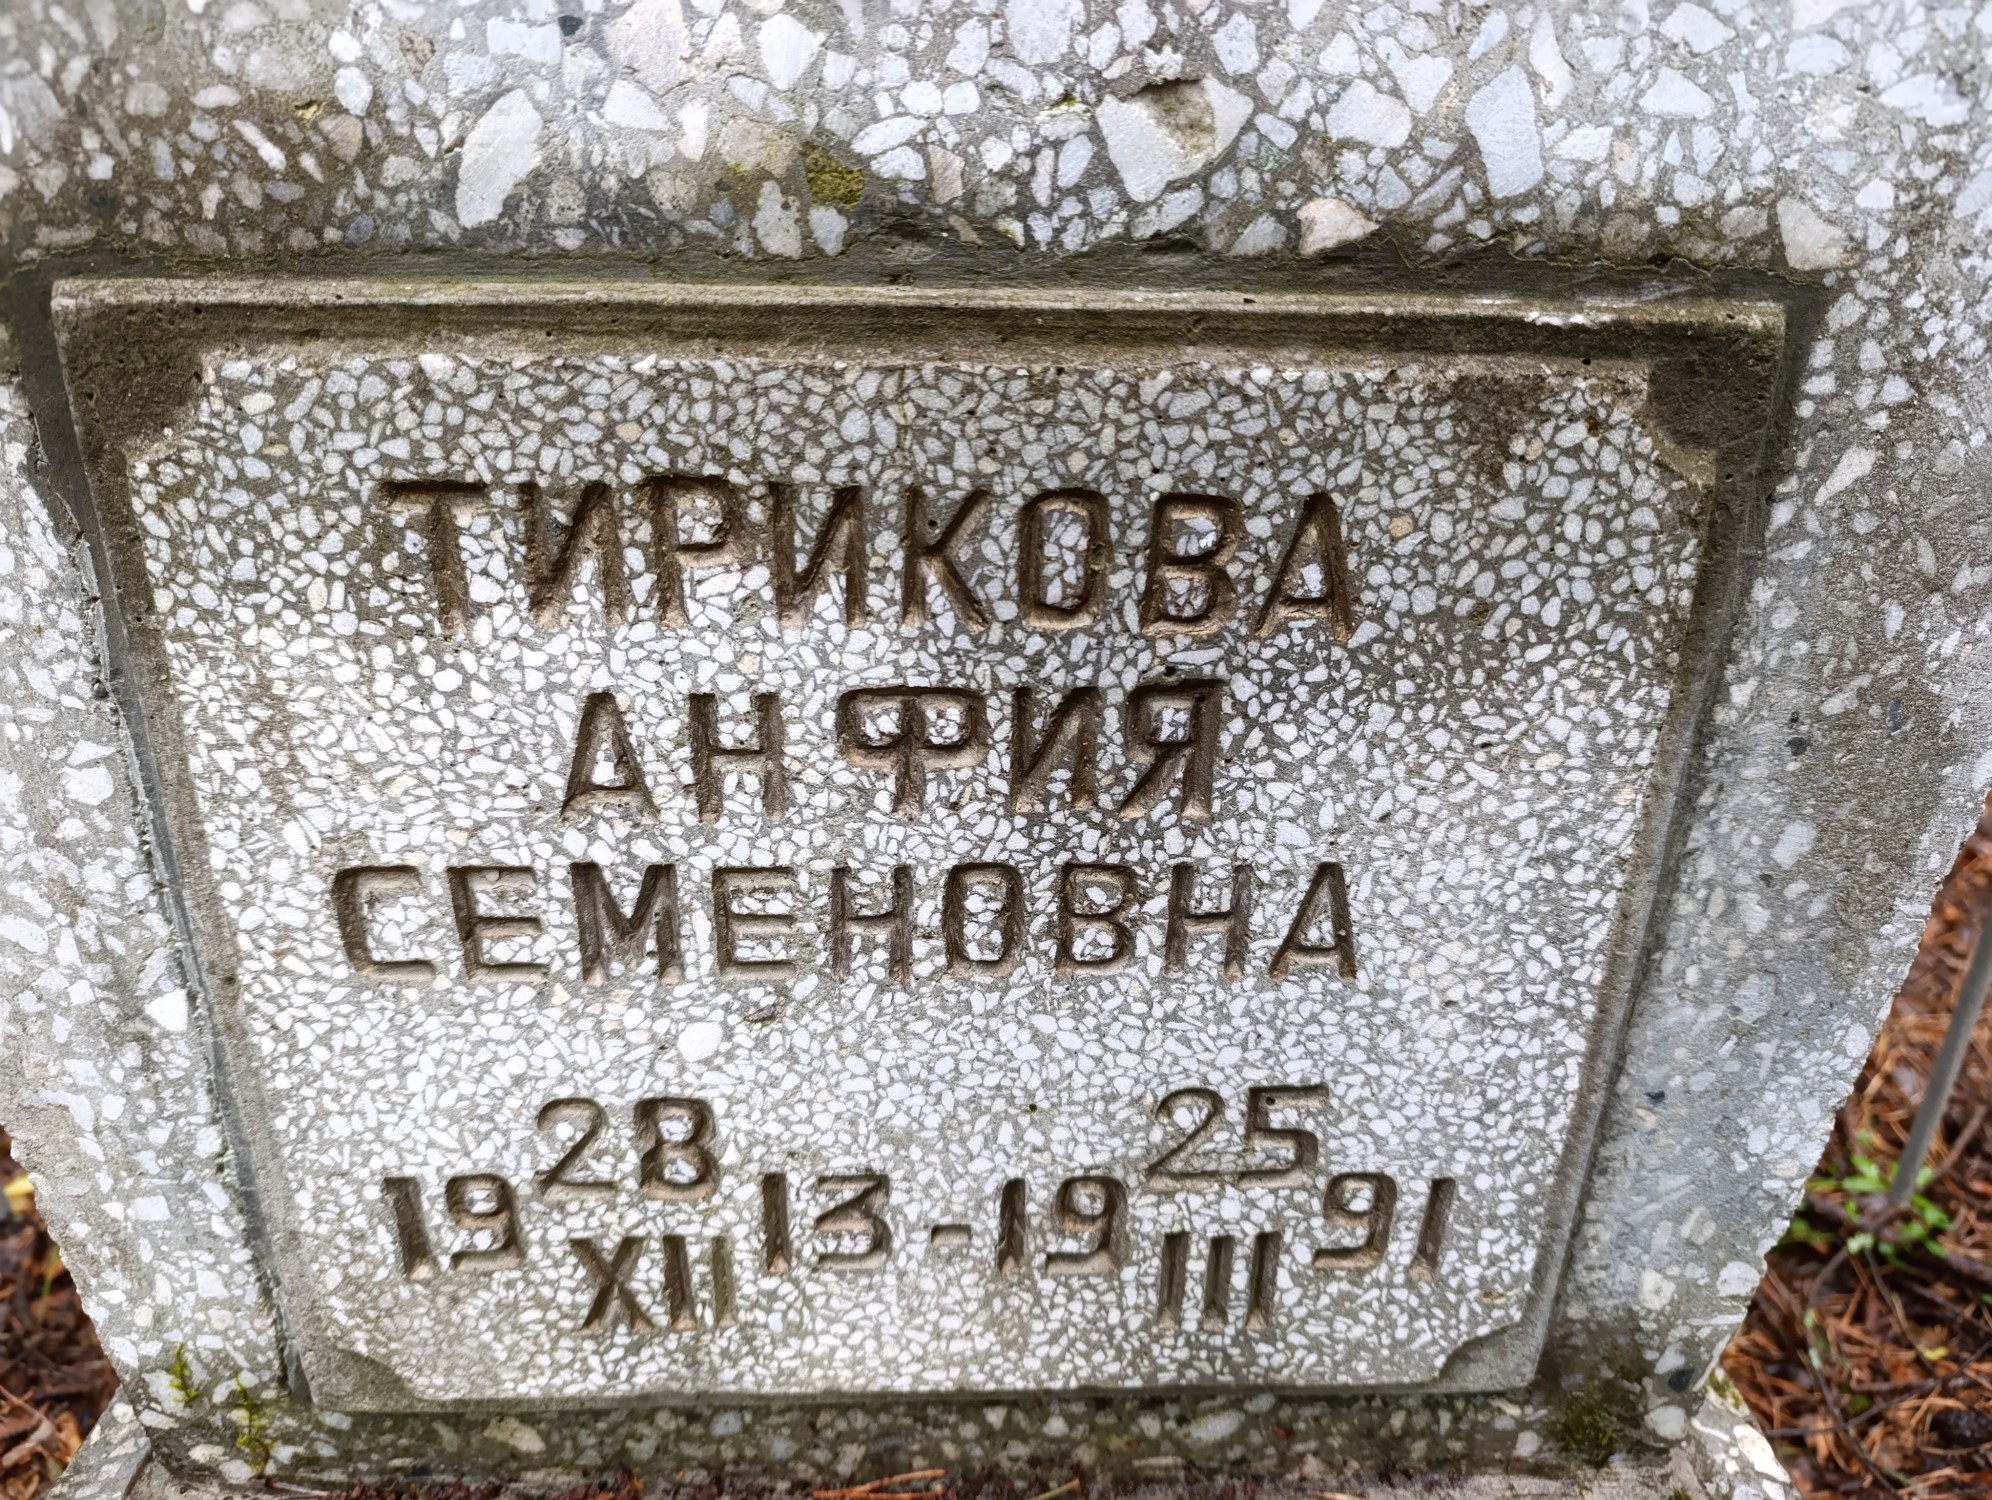 ТИРИКОВА
АНФИЯ
СЕМЕНОВНА
19 28 XII 13 - 19 25 III 91